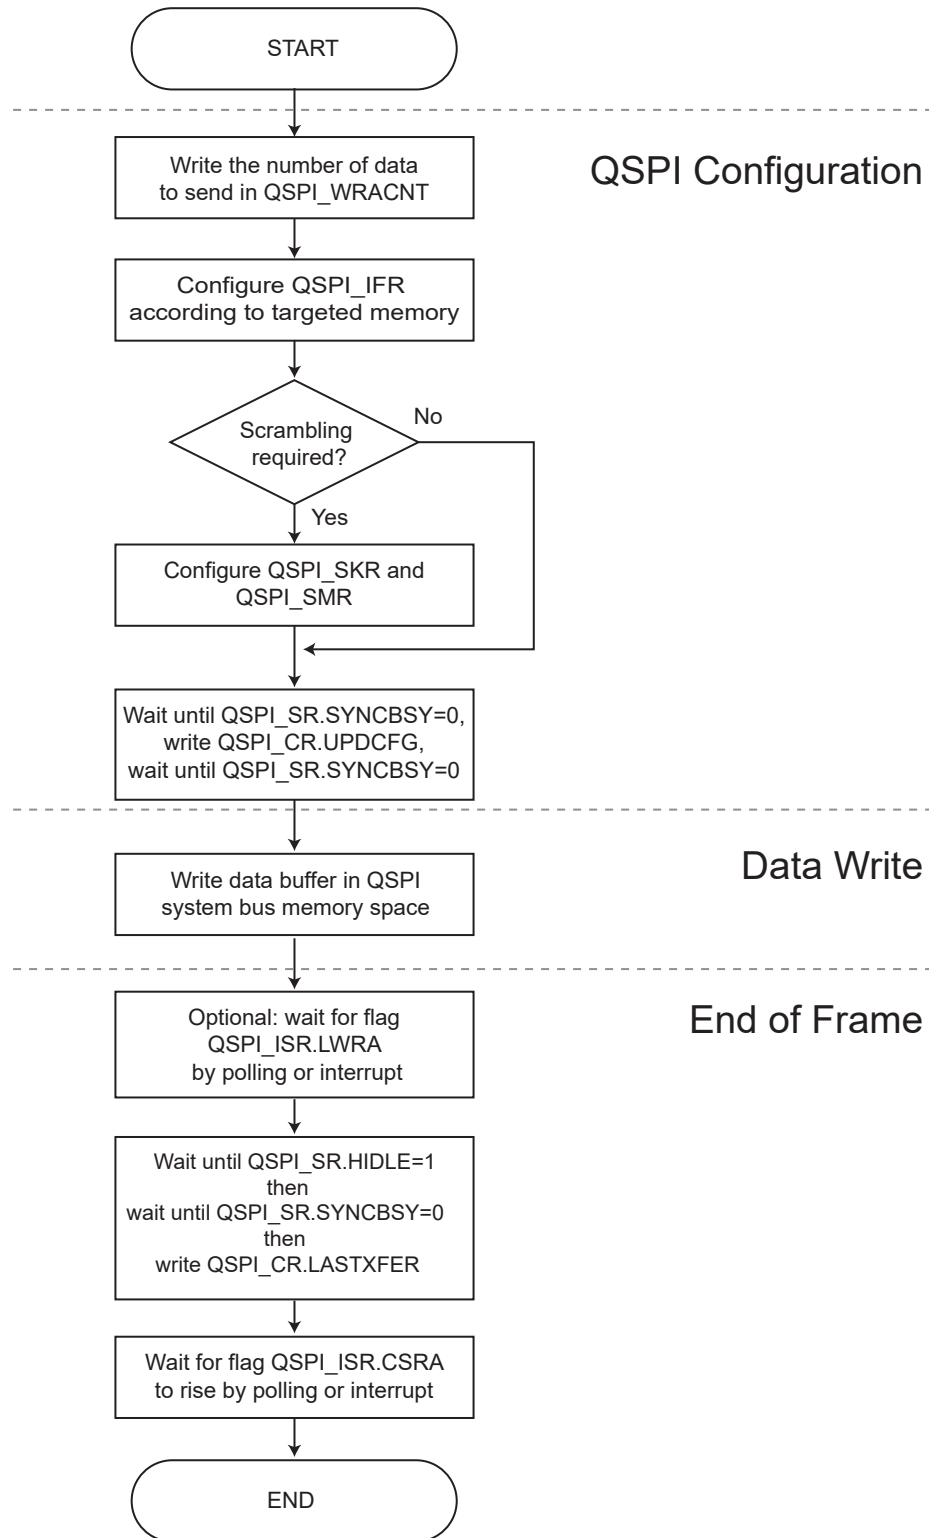 START
QSPI Configuration
Write the number of data
to send in QSPI_WRACNT
Configure QSPI_IFR
according to targeted memory
Scrambling
required?
No
Yes
Configure QSPI_SKR and
QSPI_SMR
Wait until QSPI_SR.SYNCBSY=0,
write QSPI_CR.UPDCFG,
wait until QSPI_SR.SYNCBSY=0
Data Write
Write data buffer in QSPI
system bus memory space
End of Frame
Optional: wait for flag
QSPI_ISR.LWRA
by polling or interrupt
Wait until QSPI_SR.HIDLE=1
then
wait until QSPI_SR.SYNCBSY=0
then
write QSPI_CR.LASTXFER
Wait for flag QSPI_ISR.CSRA
to rise by polling or interrupt
END